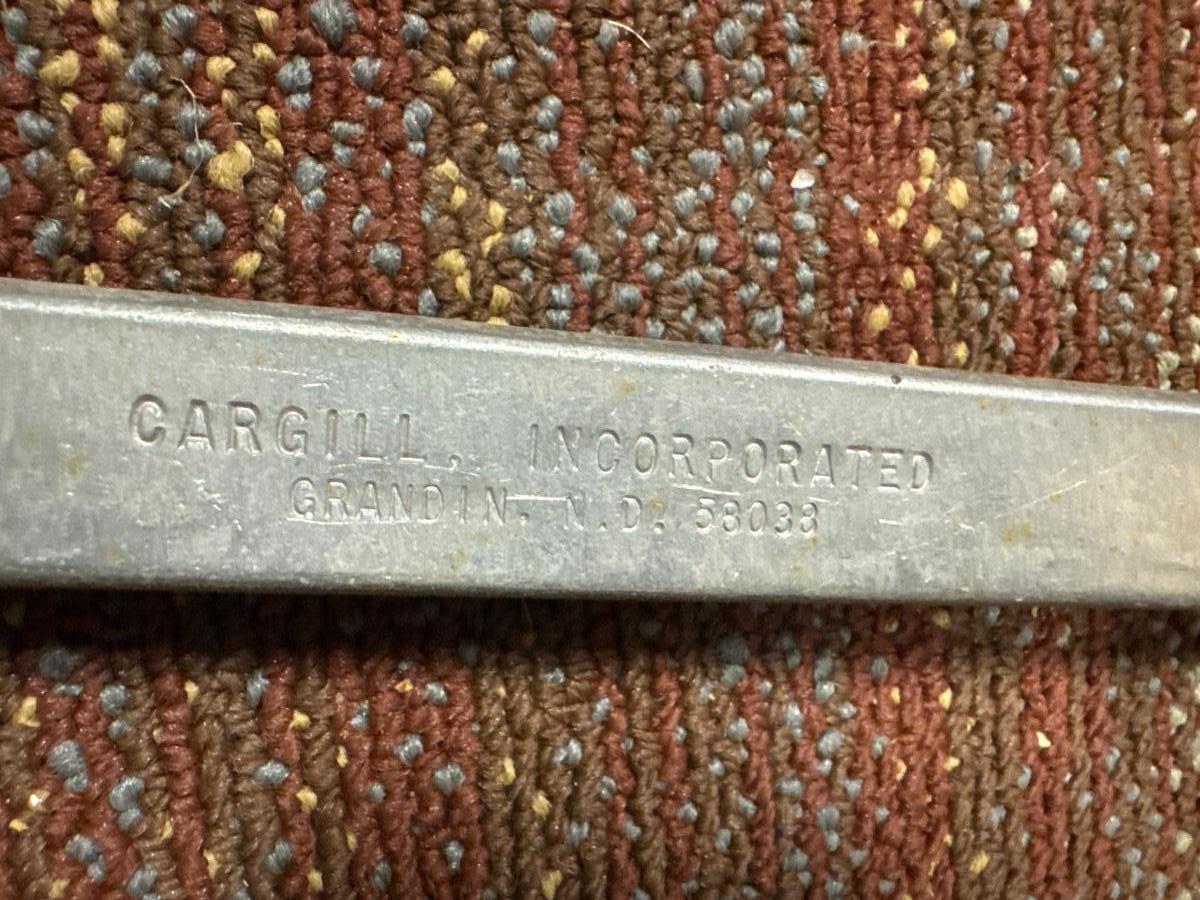 CARGILL, INCORPORATED
GRANDIN, N.D. 58038